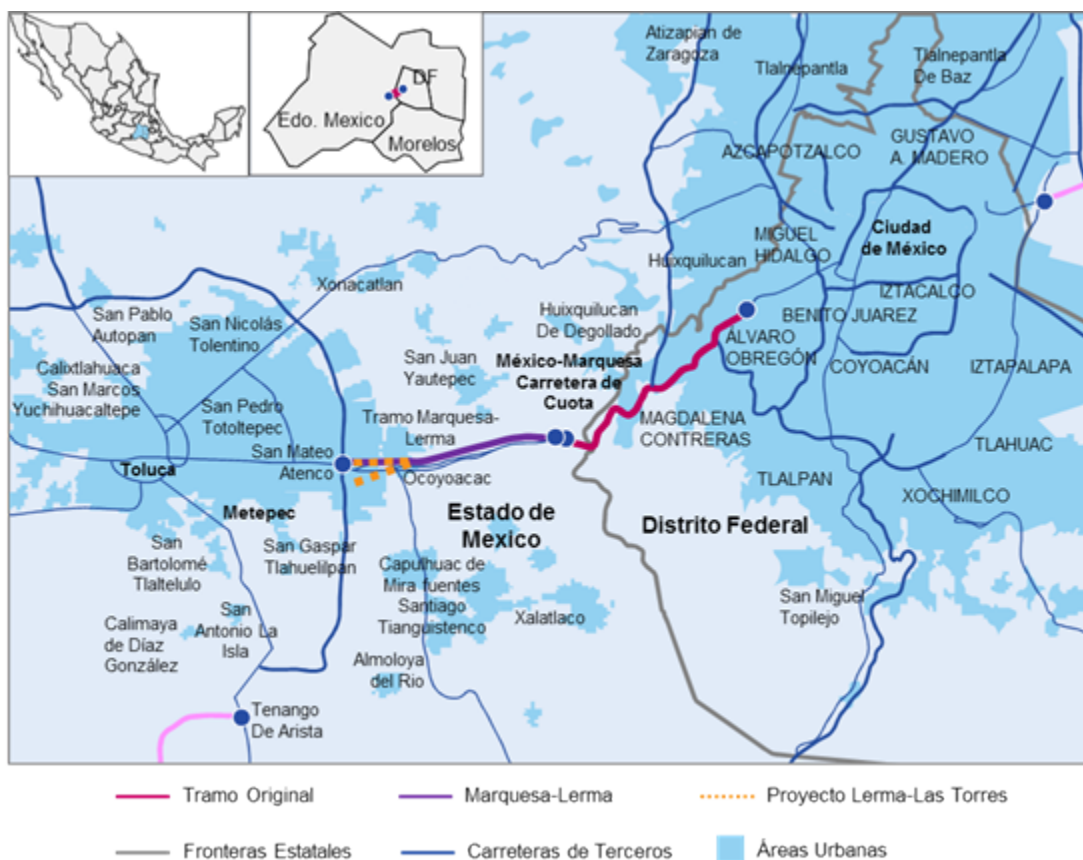 DF
Edo. Mexico
Morelos
Atizapian de
Zaragoza
Tlalnepantla
Tlalnepantla
De Baz
AZCAPOTZALCO
GUSTAVO
A. MADERO
MIGUEL
HIDALGO
Ciudad
de México
Huixquilucan
Xonacatlan
IZTACALCO
San Pablo
Autopan
San Nicolás
Tolentino
Huixquilucan
De Degollado
BENITO JUAREZ
ALVARO
OBREGÓN
COYOACÁN
IZTAPALAPA
Calixtlahuaca
San Marcos
Yuchihuacaltepe
San Juan
Yautepec
México-Marquesa
Carretera de
Cuota
San Pedro
Totoltepec
Tramo Marquesa-
Lerma
MAGDALENA
CONTRERAS
San Mateo
Atenco
TLAHUAC
Toluca
Ocoyoacac
TLALPAN
XOCHIMILCO
Metepec
Estado de
Mexico
Distrito Federal
San
Bartolomé
Tlaltelulo
San Gaspar
Tlahuelilpan
Caputhuac de
Mira fuentes
Santiago
Tianguistenco
Xalatlaco
San Miguel
Topilejo
San
Antonio La
Isla
Calimaya
de Díaz
González
Almoloya
del Rio
Tenango
De Arista
Tramo Original
Marquesa-Lerma
Proyecto Lerma-Las Torres
Fronteras Estatales
Carreteras de Terceros
Áreas Urbanas